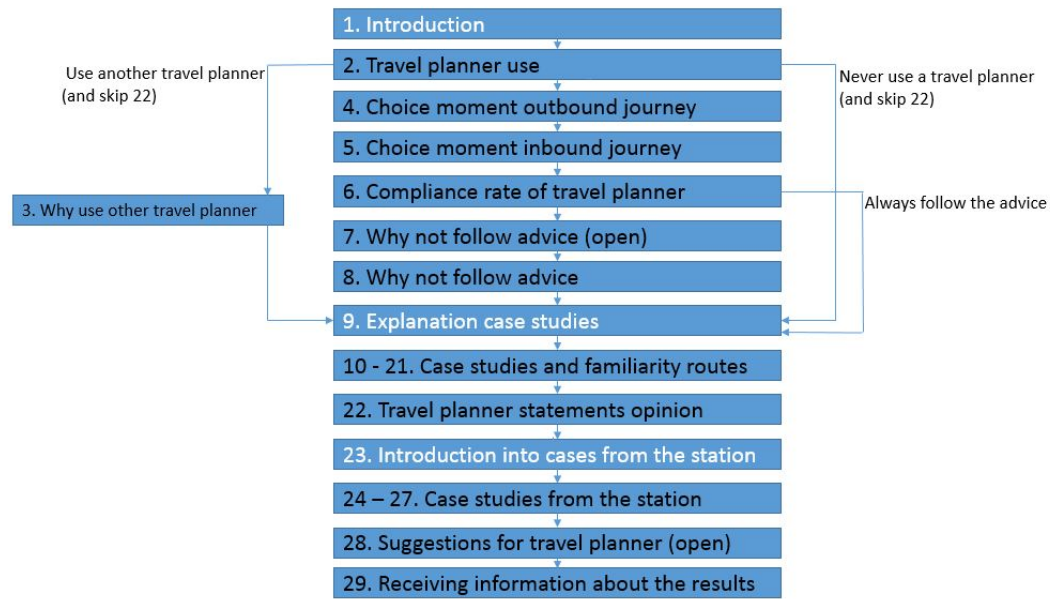 1. Introduction
2. Travel planner use
Use another travel planner
(and skip 22)
Never use a travel planner
(and skip 22)
3. Why use other travel planner
4. Choice moment outbound journey
5. Choice moment inbound journey
6. Compliance rate of travel planner
Always follow the advice
7. Why not follow advice (open)
8. Why not follow advice
9. Explanation case studies
10 - 21. Case studies and familiarity routes
22. Travel planner statements opinion
23. Introduction into cases from the station
24 – 27. Case studies from the station
28. Suggestions for travel planner (open)
29. Receiving information about the results